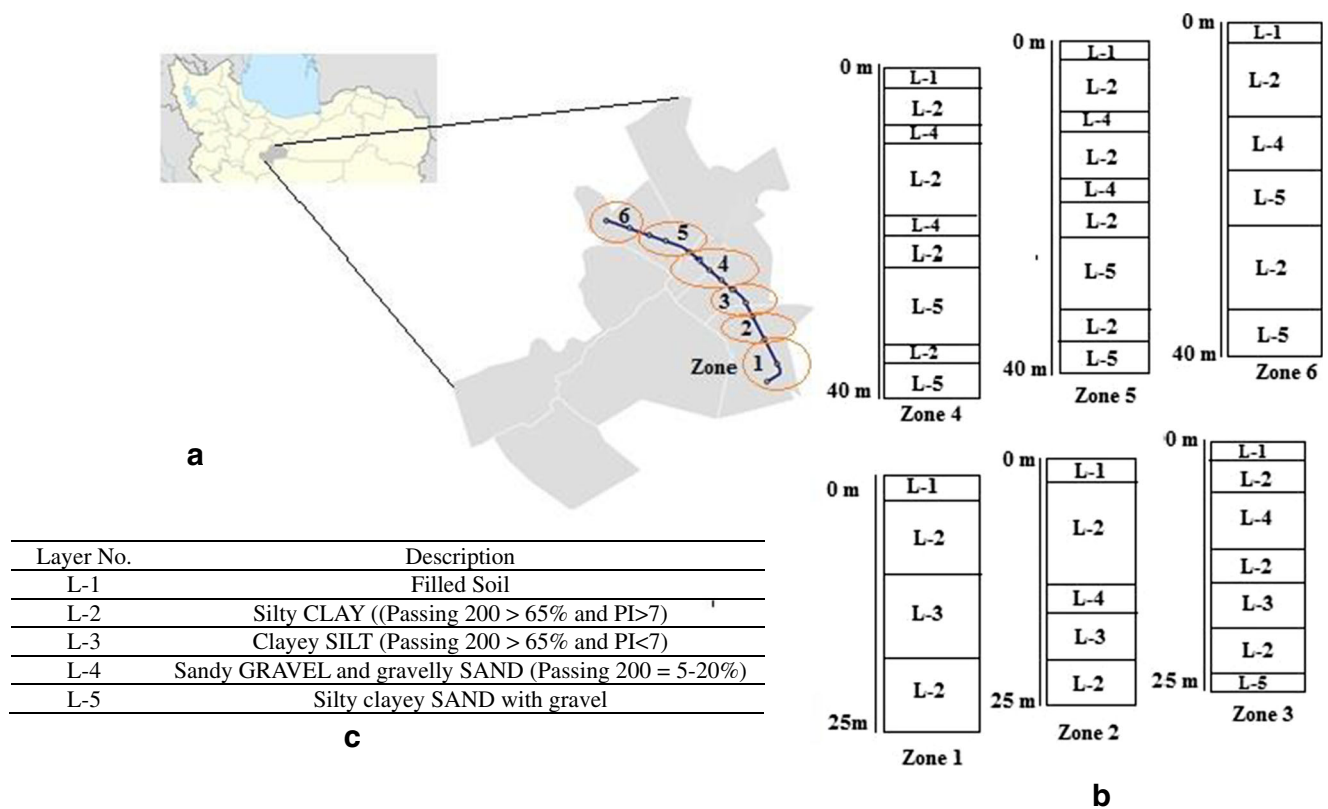 6
5
4
3
2
Zone 1
a
0 m
L-1
L-2
L-4
L-2
L-4
L-2
L-5
L-2
L-5
40 m
Zone 4
0 m
L-1
L-2
L-4
L-2
L-4
L-2
L-5
L-2
L-5
40 m
Zone 5
0 m
L-1
L-2
L-4
L-5
L-2
L-5
40 m
Zone 6
0 m
L-1
L-2
L-3
L-2
25m
Zone 1
0 m
L-1
L-2
L-4
L-3
L-2
25 m
Zone 2
0 m
L-1
L-2
L-4
L-2
L-3
L-2
L-5
25 m
Zone 3
b
Layer No. Description
L-1 Filled Soil
L-2 Silty CLAY ((Passing 200 > 65% and PI>7)
L-3 Clayey SILT (Passing 200 > 65% and PI<7)
L-4 Sandy GRAVEL and gravelly SAND (Passing 200 = 5-20%)
L-5 Silty clayey SAND with gravel
c